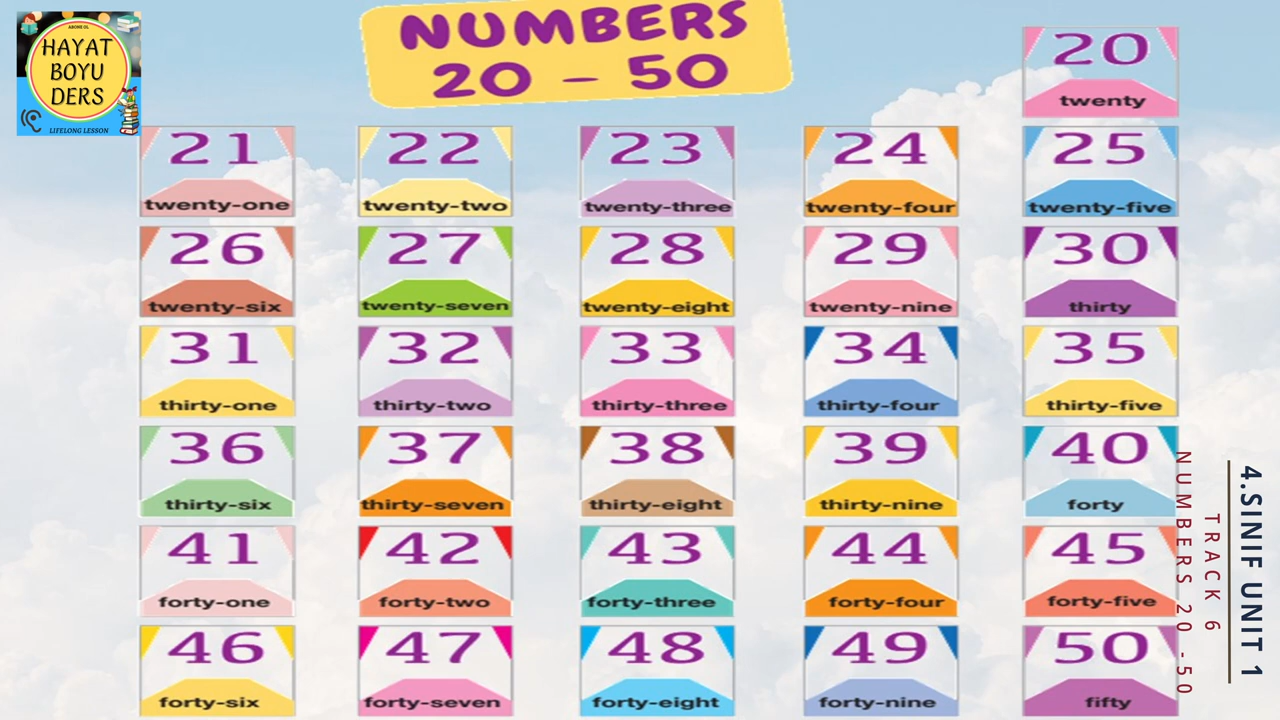 ABONE OL
HAYAT
BOYU
DERS
LIFELONG LESSON
NUMBERS
20 - 50
20
twenty
21 22 23 24 25
twenty-one twenty-two twenty-three twenty-four twenty-five
26 27 28 29 30
twenty-six twenty-seven twenty-eight twenty-nine thirty
31 32 33 34 35
thirty-one thirty-two thirty-three thirty-four thirty-five
36 37 38 39 40
thirty-six thirty-seven thirty-eight thirty-nine forty
41 42 43 44 45
forty-one forty-two forty-three forty-four forty-five
46 47 48 49 50
forty-six forty-seven forty-eight forty-nine fifty
4.SINIF UNIT 1
TRACK 6
NUMBERS 20 -50